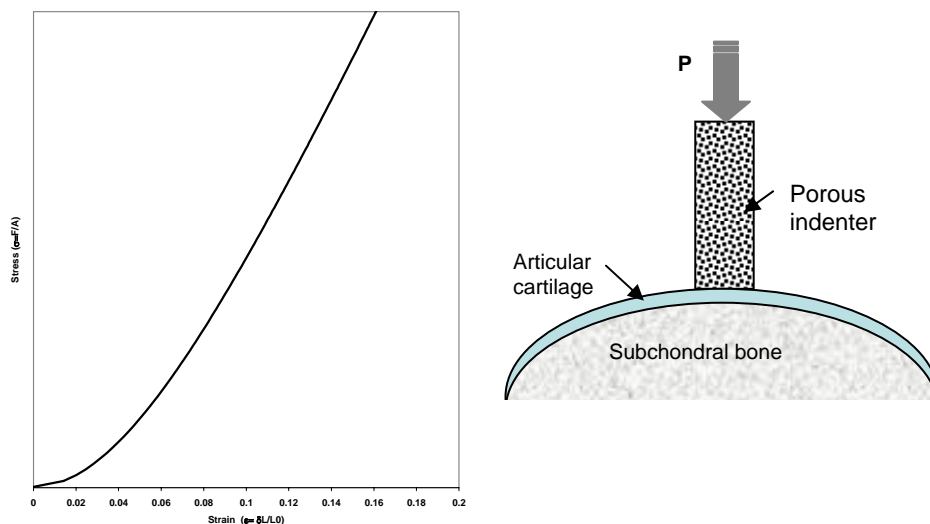 Stress (σ=F/A)
0 0.02 0.04 0.06 0.08 0.1 0.12 0.14 0.16 0.18 0.2
Strain (ε= δL/L0)
P
Porous
indenter
Articular
cartilage
Subchondral bone